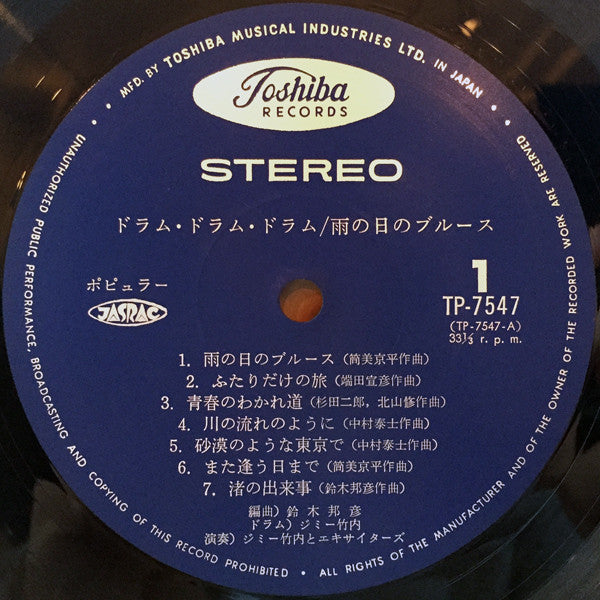 MFD. BY TOSHIBA MUSICAL INDUSTRIES LTD. IN JAPAN
Toshiba
RECORDS
STEREO
ドラム・ドラム・ドラム/雨の日のブルース
ポピュラー
JASRAC
1
TP-7547
(TP-7547-A)
33⅓ r. p. m.
1. 雨の日のブルース (筒美京平作曲)
2. ふたりだけの旅 (端田宣彦作曲)
3. 青春のわかれ道 (杉田二郎, 北山修作曲)
4. 川の流れのように (中村泰士作曲)
5. 砂漠のような東京で (中村泰士作曲)
6. また逢う日まで (筒美京平作曲)
7. 渚の出来事 (鈴木邦彦作曲)
編曲) 鈴木邦彦
ドラム) ジミー竹内
演奏) ジミー竹内とエキサイターズ
UNAUTHORIZED PUBLIC PERFORMANCE, BROADCASTING AND COPYING OF THIS RECORD PROHIBITED • ALL RIGHTS OF THE MANUFACTURER AND OF THE OWNER OF THE RECORDED WORK ARE RESERVED